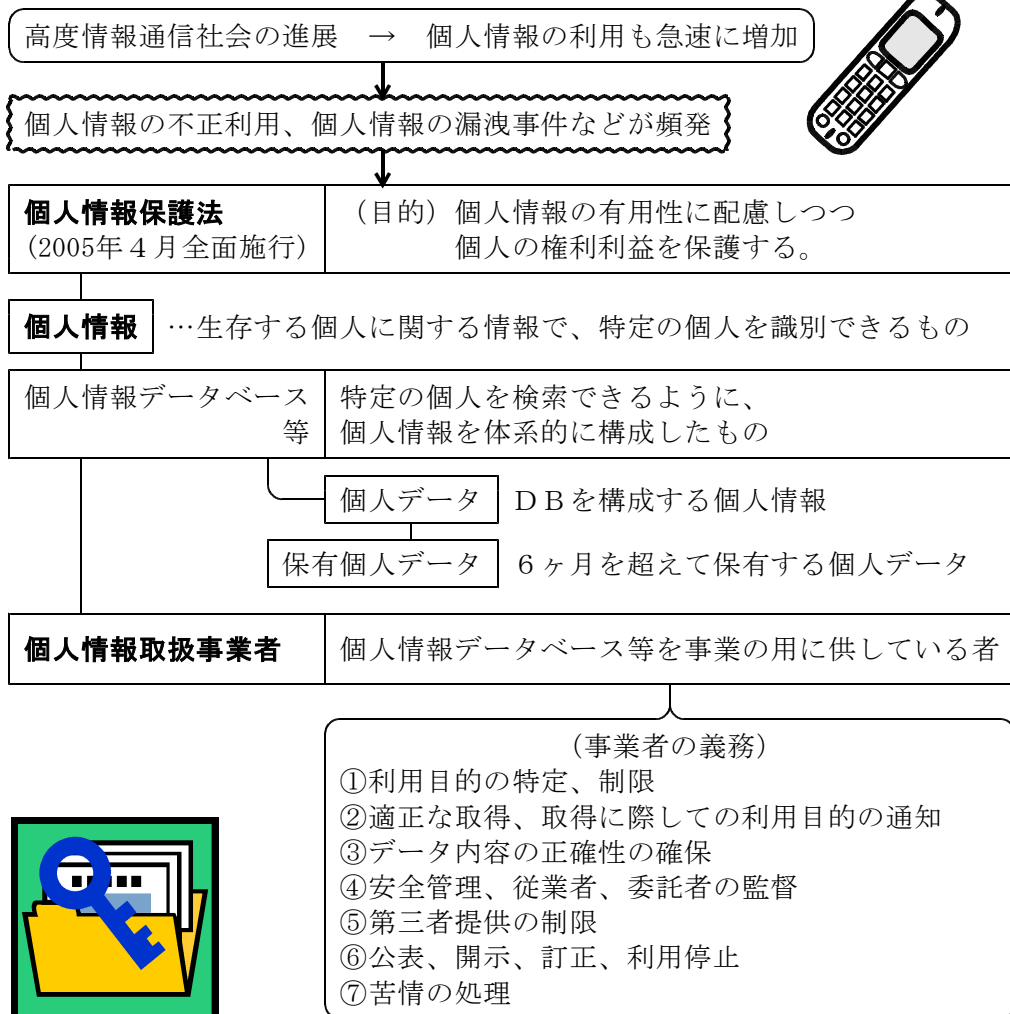 高度情報通信社会の進展 → 個人情報の利用も急速に増加
個人情報の不正利用、個人情報の漏洩事件などが頻発
個人情報保護法
(2005年４月全面施行)
（目的）個人情報の有用性に配慮しつつ
個人の権利利益を保護する。
個人情報 …生存する個人に関する情報で、特定の個人を識別できるもの
個人情報データベース
等
特定の個人を検索できるように、
個人情報を体系的に構成したもの
個人データ ＤＢを構成する個人情報
保有個人データ ６ヶ月を超えて保有する個人データ
個人情報取扱事業者 個人情報データベース等を事業の用に供している者
（事業者の義務）
①利用目的の特定、制限
②適正な取得、取得に際しての利用目的の通知
③データ内容の正確性の確保
④安全管理、従業者、委託者の監督
⑤第三者提供の制限
⑥公表、開示、訂正、利用停止
⑦苦情の処理